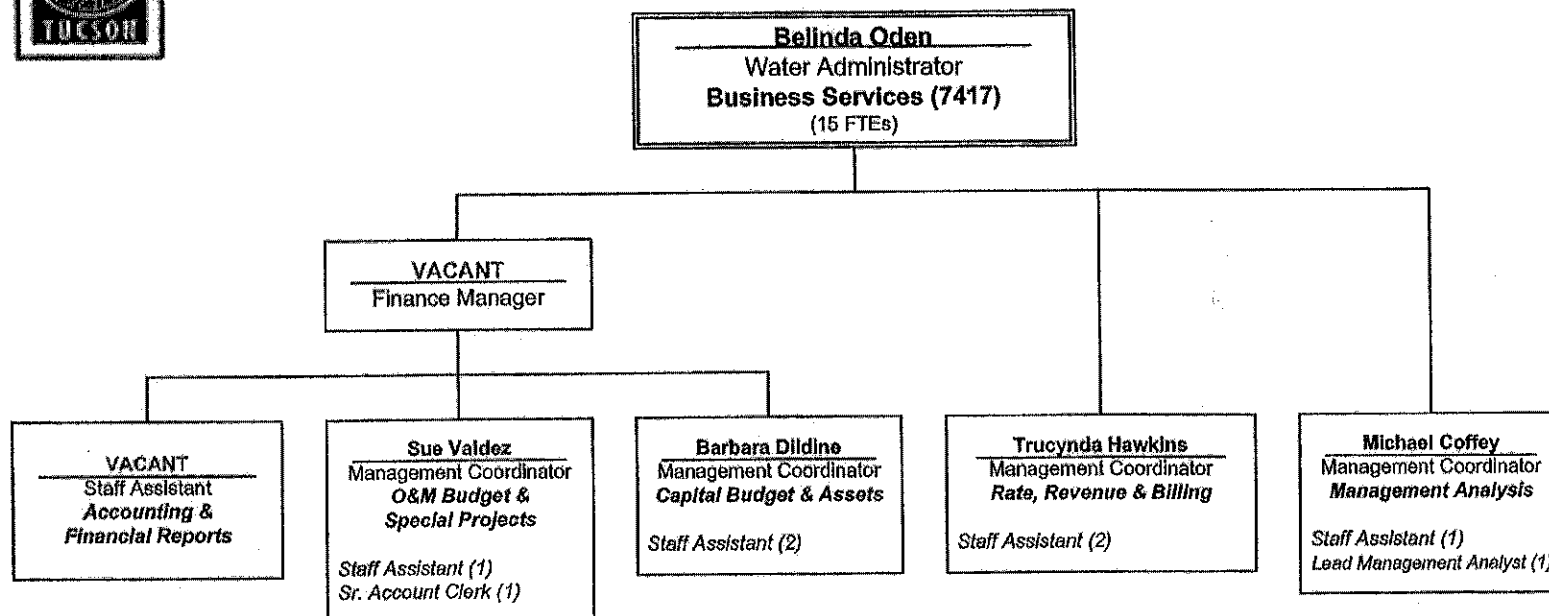 TUCSON
Belinda Oden
Water Administrator
Business Services (7417)
(15 FTEs)
VACANT
Finance Manager
VACANT
Staff Assistant
Accounting &
Financial Reports
Sue Valdez
Management Coordinator
O&M Budget &
Special Projects
Staff Assistant (1)
Sr. Account Clerk (1)
Barbara Dildine
Management Coordinator
Capital Budget & Assets
Staff Assistant (2)
Trucynda Hawkins
Management Coordinator
Rate, Revenue & Billing
Staff Assistant (2)
Michael Coffey
Management Coordinator
Management Analysis
Staff Assistant (1)
Lead Management Analyst (1)